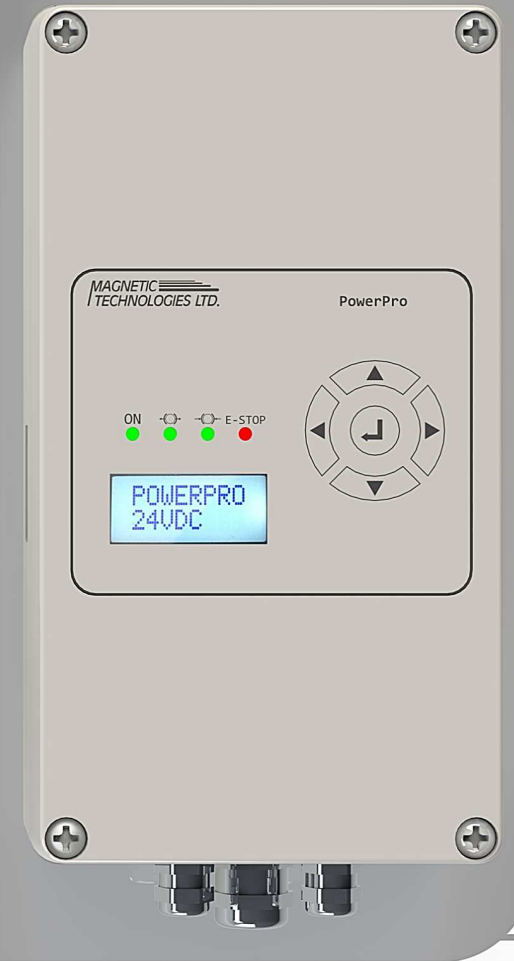 MAGNETIC
TECHNOLOGIES LTD.
PowerPro
ON
E-STOP
POWERPRO
24VDC